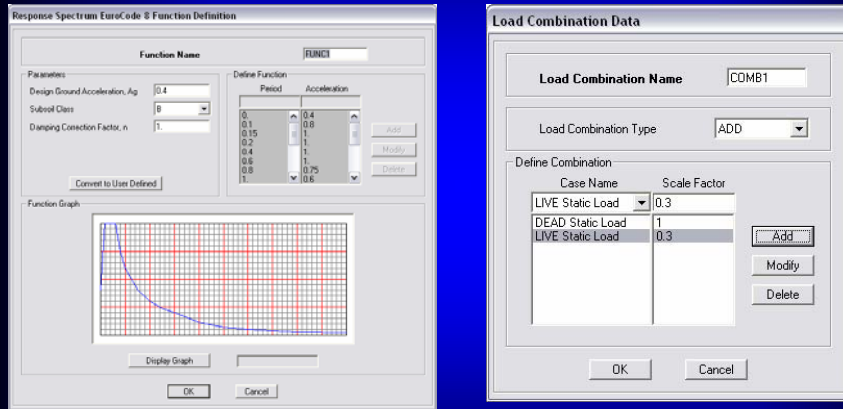 Response Spectrum EuroCode 8 Function Definition
Function Name
FUNC1
Parameters
Design Ground Acceleration, Ag
0.4
Subsoil Class
B
Damping Correction Factor, n
1.
Convert to User Defined
Define Function
Period Acceleration
0. 0.4
0.1 0.8
0.15 1.
0.2 1.
0.4 1.
0.6 1.
0.8 0.75
1. 0.6
Add
Modify
Delete
Function Graph
Display Graph
OK Cancel
Load Combination Data
Load Combination Name COMB1
Load Combination Type ADD
Define Combination
Case Name Scale Factor
LIVE Static Load 0.3
DEAD Static Load 1
LIVE Static Load 0.3
Add
Modify
Delete
OK Cancel